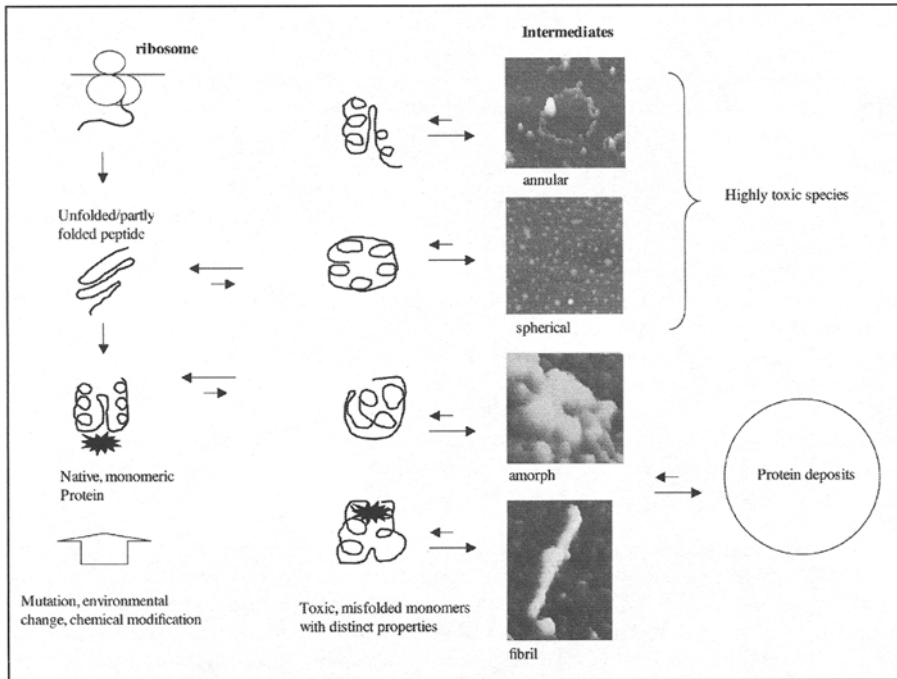 ribosome
Unfolded/partly
folded peptide
Native, monomeric
Protein
Mutation, environmental
change, chemical modification
Toxic, misfolded monomers
with distinct properties
Intermediates
annular
spherical
amorph
fibril
Highly toxic species
Protein deposits